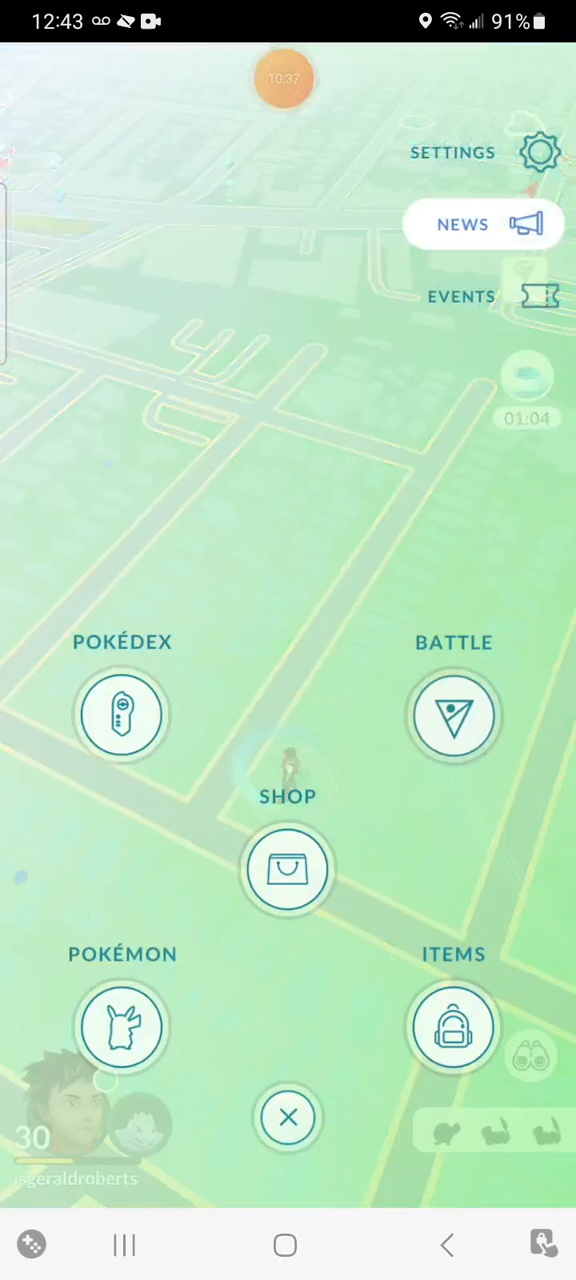 12:43
91%
10:37
SETTINGS
NEWS
EVENTS
01:04
POKÉDEX
BATTLE
SHOP
POKÉMON
ITEMS
30
isgeraldroberts